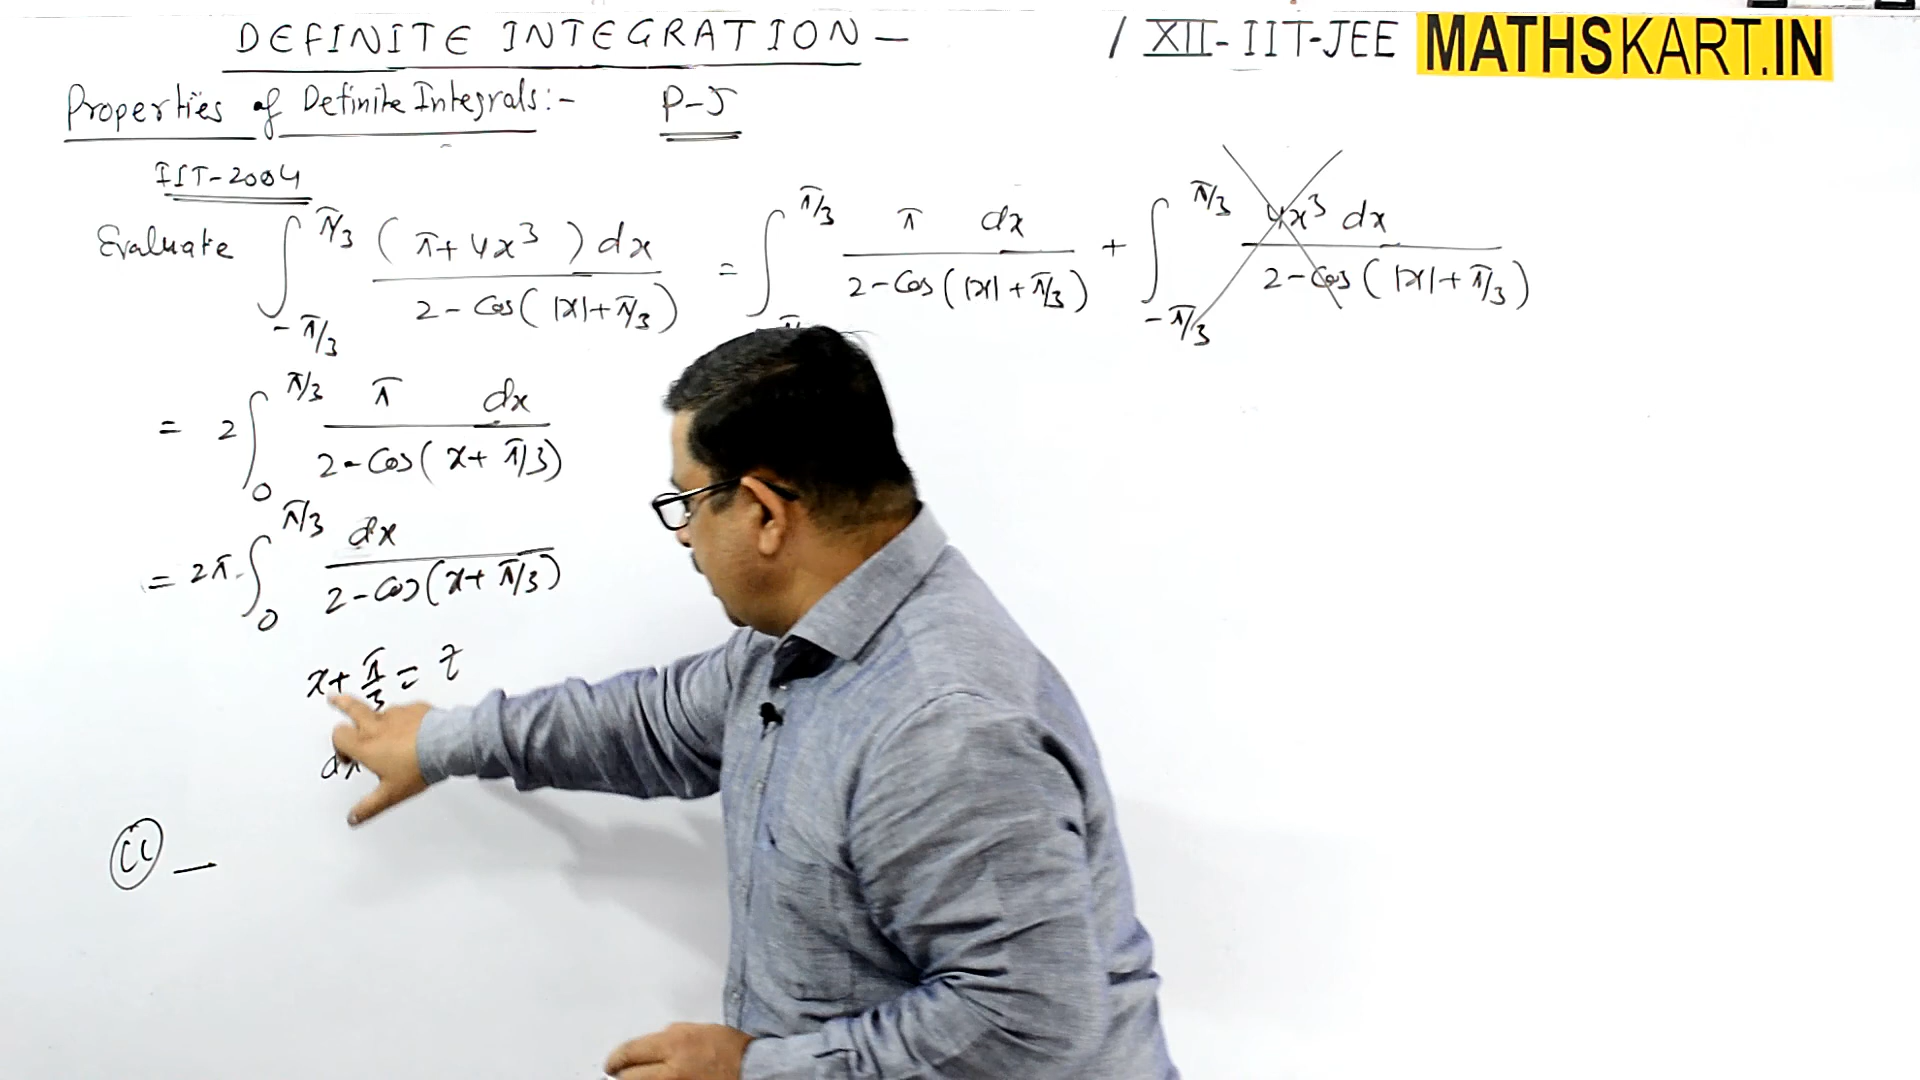 DEFINITE INTEGRATION — / XII-IIT-JEE MATHSKART.IN
Properties of Definite Integrals:- P-5
IIT-2004
Evaluate ∫_{-π/3}^{π/3} (π+4x³)dx / 2-Cos(|x|+π/3) = ∫^{π/3} π dx / 2-Cos(|x|+π/3) + ∫_{-π/3}^{π/3} 4x³ dx / 2-Cos(|x|+π/3)
= 2∫_0^{π/3} π dx / 2-Cos(x+π/3)
= 2π.∫_0^{π/3} dx / 2-Cos(x+π/3)
x+π/3=t
dx